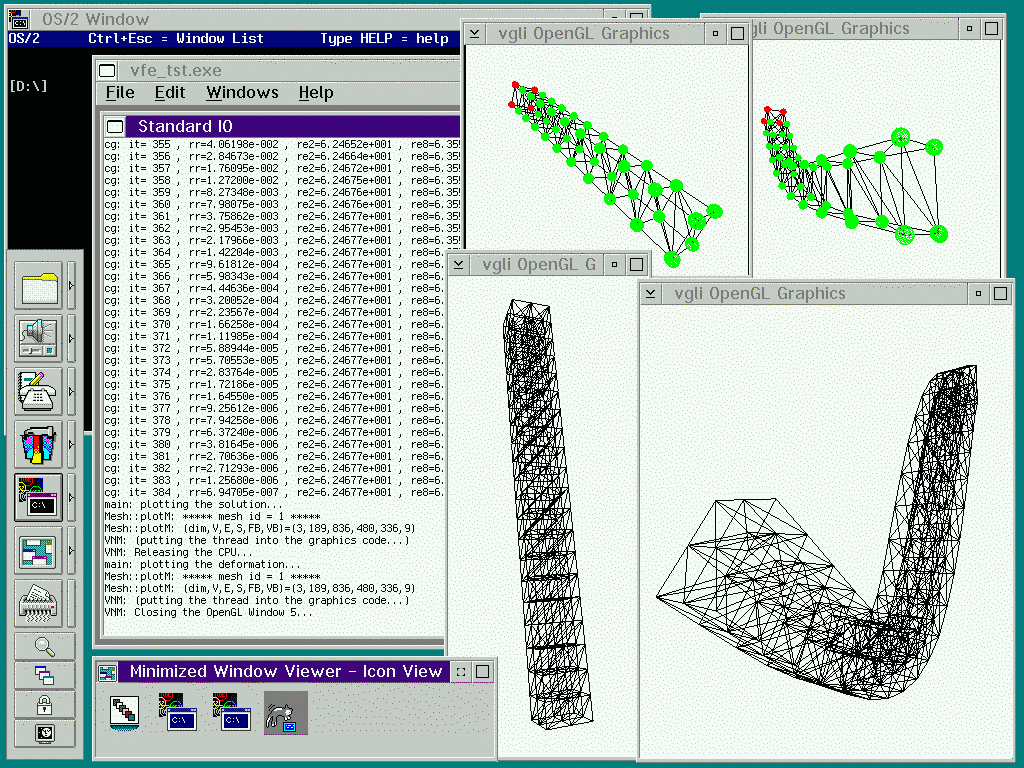 OS/2 Window
OS/2 Ctrl+Esc = Window List Type HELP = help
[D:\]
vfe_tst.exe
File Edit Windows Help
Standard IO
cg: it= 355 , rr=4.06198e-002 , re2=6.24652e+001 , re8=6.355
cg: it= 356 , rr=2.84673e-002 , re2=6.24664e+001 , re8=6.355
cg: it= 357 , rr=1.76095e-002 , re2=6.24672e+001 , re8=6.355
cg: it= 358 , rr=1.27200e-002 , re2=6.24675e+001 , re8=6.355
cg: it= 359 , rr=8.27348e-003 , re2=6.24676e+001 , re8=6.355
cg: it= 360 , rr=7.98075e-003 , re2=6.24676e+001 , re8=6.355
cg: it= 361 , rr=3.75862e-003 , re2=6.24677e+001 , re8=6.355
cg: it= 362 , rr=2.95453e-003 , re2=6.24677e+001 , re8=6.355
cg: it= 363 , rr=2.17966e-003 , re2=6.24677e+001 , re8=6.355
cg: it= 364 , rr=1.42204e-003 , re2=6.24677e+001 , re8=6.
cg: it= 365 , rr=9.61812e-004 , re2=6.24677e+001 , re8=6.
cg: it= 366 , rr=5.98343e-004 , re2=6.24677e+001 , re8=6.
cg: it= 367 , rr=4.44636e-004 , re2=6.24677e+001 , re8=6.
cg: it= 368 , rr=3.20052e-004 , re2=6.24677e+001 , re8=6.
cg: it= 369 , rr=2.23567e-004 , re2=6.24677e+001 , re8=6.
cg: it= 370 , rr=1.66258e-004 , re2=6.24677e+001 , re8=6.
cg: it= 371 , rr=1.11985e-004 , re2=6.24677e+001 , re8=6.
cg: it= 372 , rr=5.88944e-005 , re2=6.24677e+001 , re8=6.
cg: it= 373 , rr=5.70553e-005 , re2=6.24677e+001 , re8=6.
cg: it= 374 , rr=2.83764e-005 , re2=6.24677e+001 , re8=6.
cg: it= 375 , rr=1.72186e-005 , re2=6.24677e+001 , re8=6.
cg: it= 376 , rr=1.64550e-005 , re2=6.24677e+001 , re8=6.
cg: it= 377 , rr=9.25612e-006 , re2=6.24677e+001 , re8=6.
cg: it= 378 , rr=7.94258e-006 , re2=6.24677e+001 , re8=6.
cg: it= 379 , rr=6.37240e-006 , re2=6.24677e+001 , re8=6.
cg: it= 380 , rr=3.81645e-006 , re2=6.24677e+001 , re8=6.
cg: it= 381 , rr=2.70636e-006 , re2=6.24677e+001 , re8=6.
cg: it= 382 , rr=2.71293e-006 , re2=6.24677e+001 , re8=6.
cg: it= 383 , rr=1.25680e-006 , re2=6.24677e+001 , re8=6.
cg: it= 384 , rr=6.94705e-007 , re2=6.24677e+001 , re8=6.
main: plotting the solution...
Mesh::plotM: ***** mesh id = 1 *****
Mesh::plotM: (dim,V,E,S,FB,VB)=(3,189,836,480,336,9)
VNM: (putting the thread into the graphics code...)
VNM: Releasing the CPU...
main: plotting the deformation...
Mesh::plotM: ***** mesh id = 1 *****
Mesh::plotM: (dim,V,E,S,FB,VB)=(3,189,836,480,336,9)
VNM: (putting the thread into the graphics code...)
VNM: Closing the OpenGL Window 5...
vgli OpenGL Graphics
gli OpenGL Graphics
vgli OpenGL G
vgli OpenGL Graphics
Minimized Window Viewer - Icon View
C:\
C:\
C:\